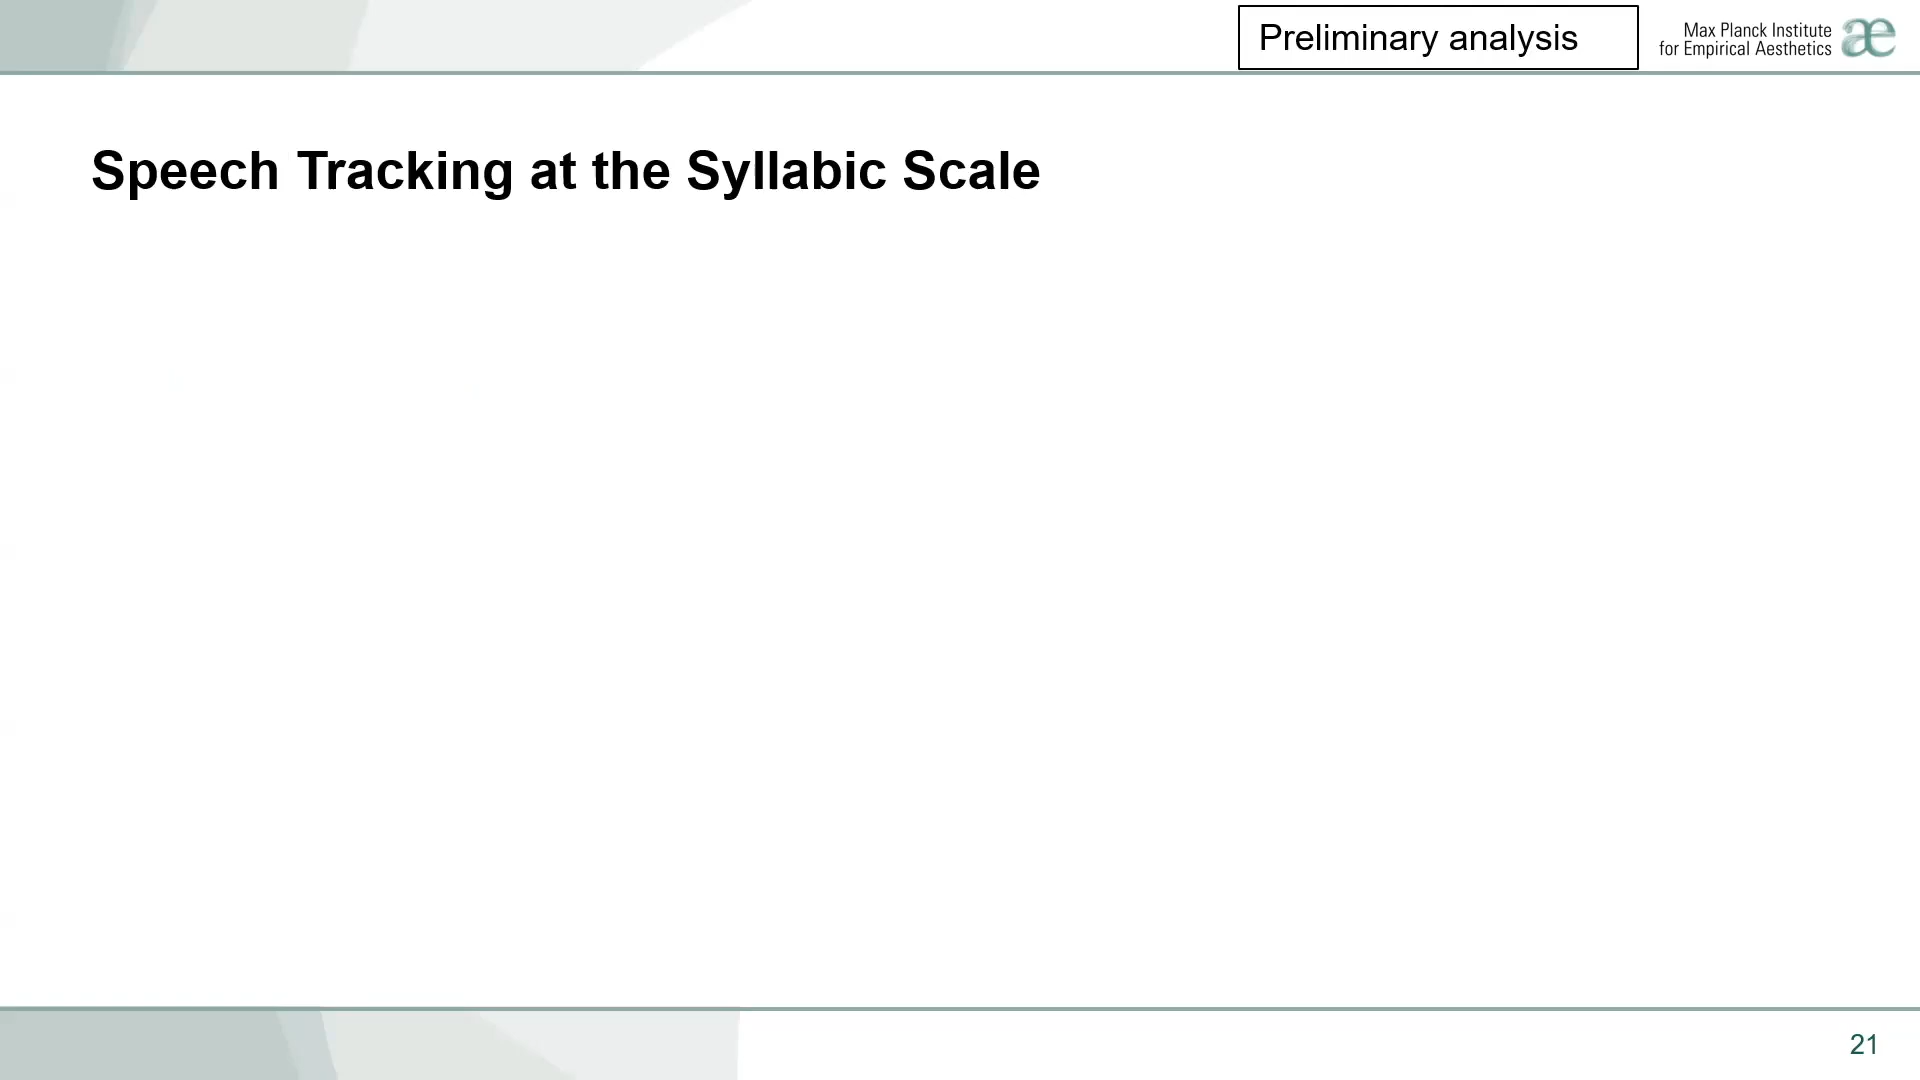 Preliminary analysis
Max Planck Institute
for Empirical Aesthetics
æ
Speech Tracking at the Syllabic Scale
21